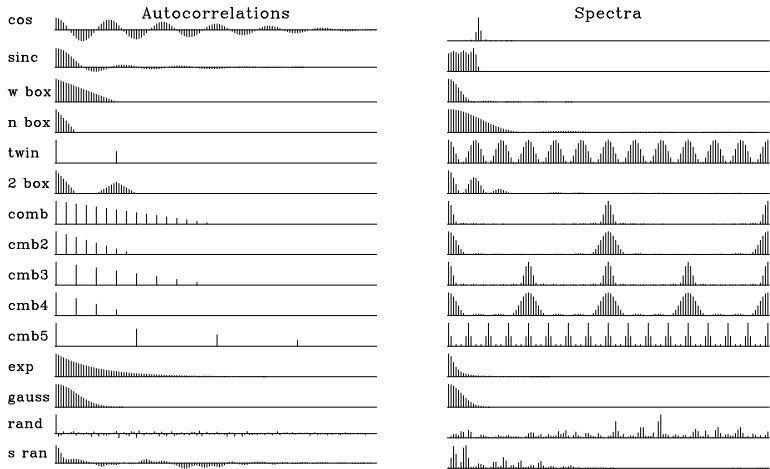 Autocorrelations
Spectra
cos
sinc
w box
n box
twin
2 box
comb
cmb2
cmb3
cmb4
cmb5
exp
gauss
rand
s ran